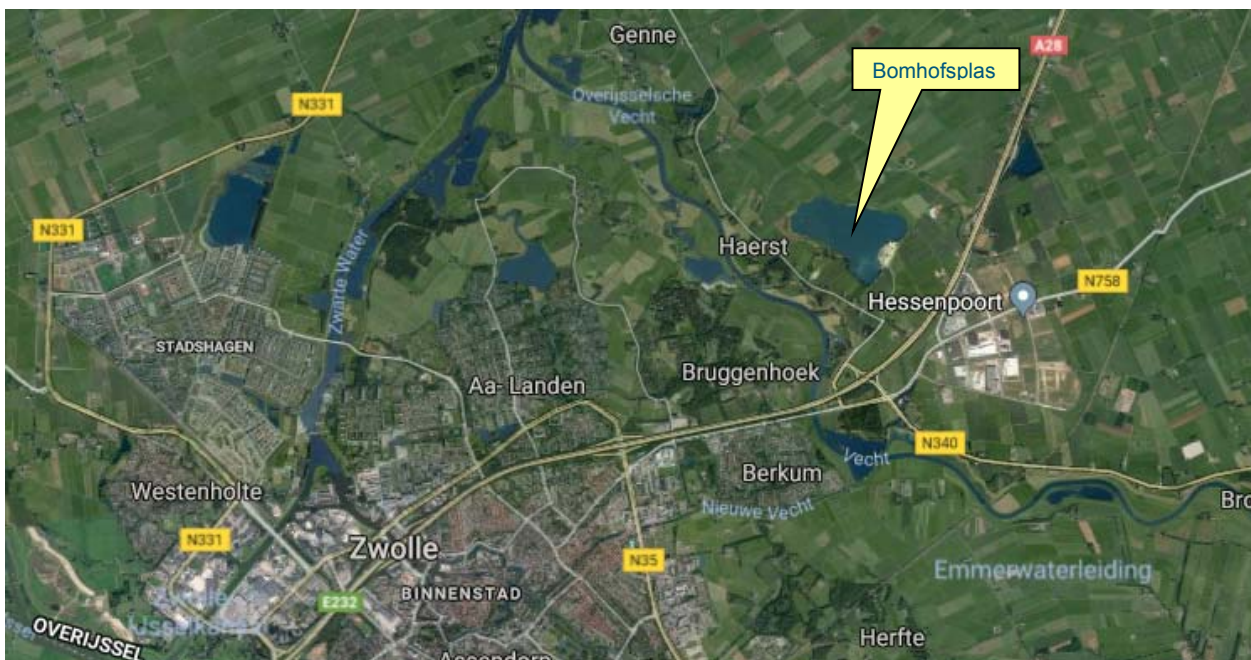 Genne
A28
Bomhofsplas
N331
Overijsselsche
Vecht
N331
Zwarte Water
Haerst
N758
Hessenpoort
STADSHAGEN
Bruggenhoek
Aa- Landen
N340
Vecht
Berkum
Westenholte
Nieuwe Vecht
Bro
N331
Zwolle
N35
Emmerwaterleiding
BINNENSTAD
E232
OVERIJSSEL
Herfte
Assendorp